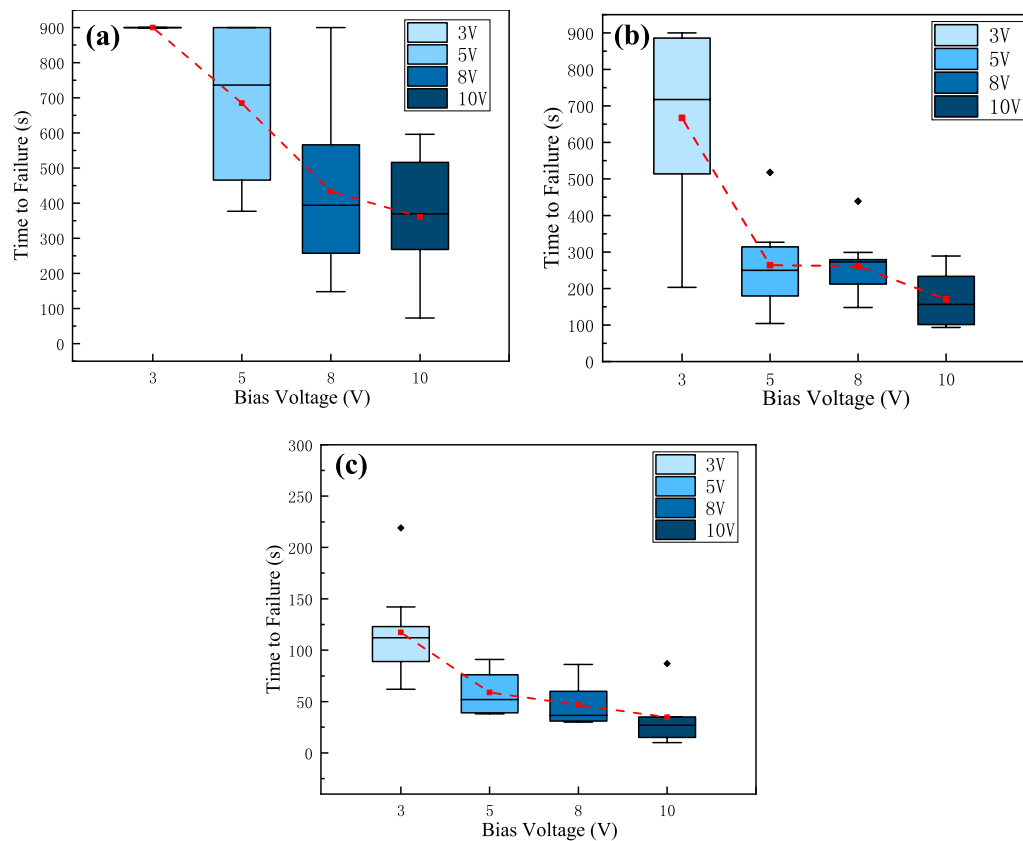 (a)
3V
5V
8V
10V
900
800
700
600
500
400
300
200
100
0
Time to Failure (s)
3
5
8
10
Bias Voltage (V)
(b)
3V
5V
8V
10V
900
800
700
600
500
400
300
200
100
0
Time to Failure (s)
3
5
8
10
Bias Voltage (V)
(c)
3V
5V
8V
10V
300
250
200
150
100
50
0
Time to Failure (s)
3
5
8
10
Bias Voltage (V)